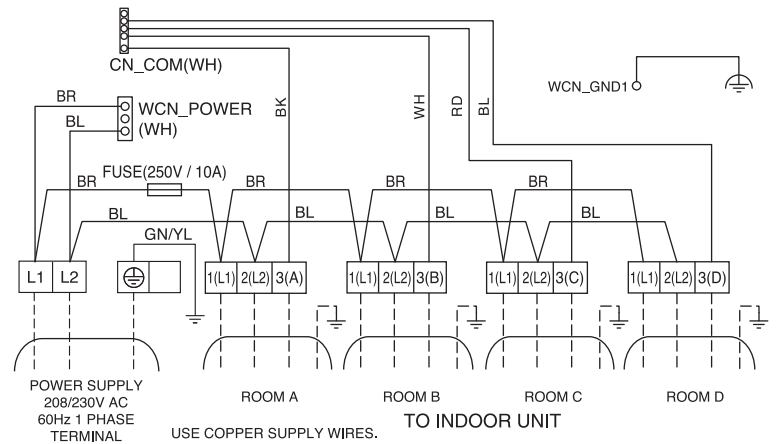 CN_COM(WH)
WCN_GND1
BR
WCN_POWER
(WH)
BL
BK
WH
RD
BL
FUSE(250V / 10A)
BR
BR
BR
BR
BL
BL
BL
BL
GN/YL
L1 L2
1(L1) 2(L2) 3(A)
1(L1) 2(L2) 3(B)
1(L1) 2(L2) 3(C)
1(L1) 2(L2) 3(D)
POWER SUPPLY
208/230V AC
60Hz 1 PHASE
TERMINAL
ROOM A
ROOM B
ROOM C
ROOM D
TO INDOOR UNIT
USE COPPER SUPPLY WIRES.